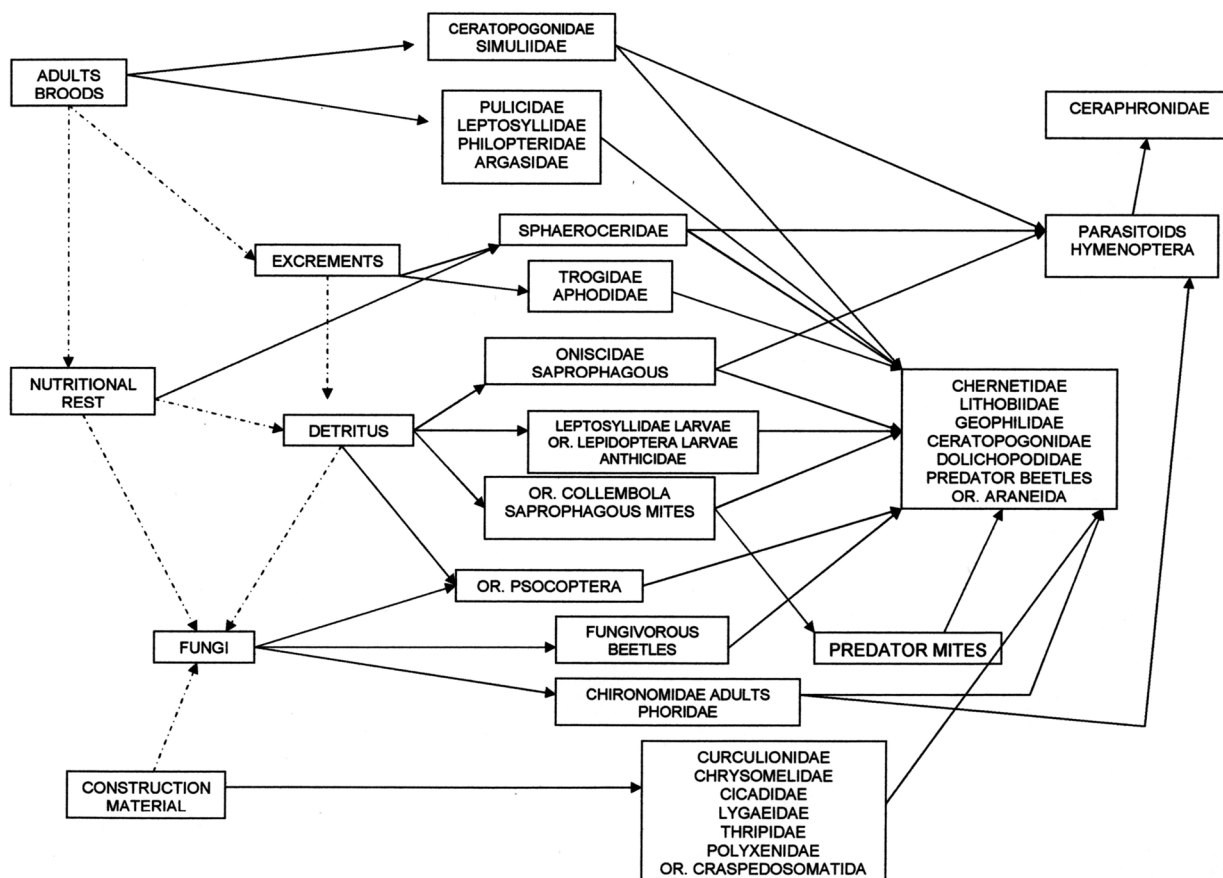 CERATOPOGONIDAE
SIMULIIDAE
ADULTS
BROODS
PULICIDAE
LEPTOSYLLIDAE
PHILOPTERIDAE
ARGASIDAE
CERAPHRONIDAE
SPHAEROCERIDAE
PARASITOIDS
HYMENOPTERA
EXCREMENTS
TROGIDAE
APHODIDAE
ONISCIDAE
SAPROPHAGOUS
NUTRITIONAL
REST
CHERNETIDAE
LITHOBIIDAE
GEOPHILIDAE
CERATOPOGONIDAE
DOLICHOPODIDAE
PREDATOR BEETLES
OR. ARANEIDA
DETRITUS
LEPTOSYLLIDAE LARVAE
OR. LEPIDOPTERA LARVAE
ANTHICIDAE
OR. COLLEMBOLA
SAPROPHAGOUS MITES
OR. PSOCOPTERA
FUNGI
FUNGIVOROUS
BEETLES
PREDATOR MITES
CHIRONOMIDAE ADULTS
PHORIDAE
CONSTRUCTION
MATERIAL
CURCULIONIDAE
CHRYSOMELIDAE
CICADIDAE
LYGAEIDAE
THRIPIDAE
POLYXENIDAE
OR. CRASPEDOSOMATIDA